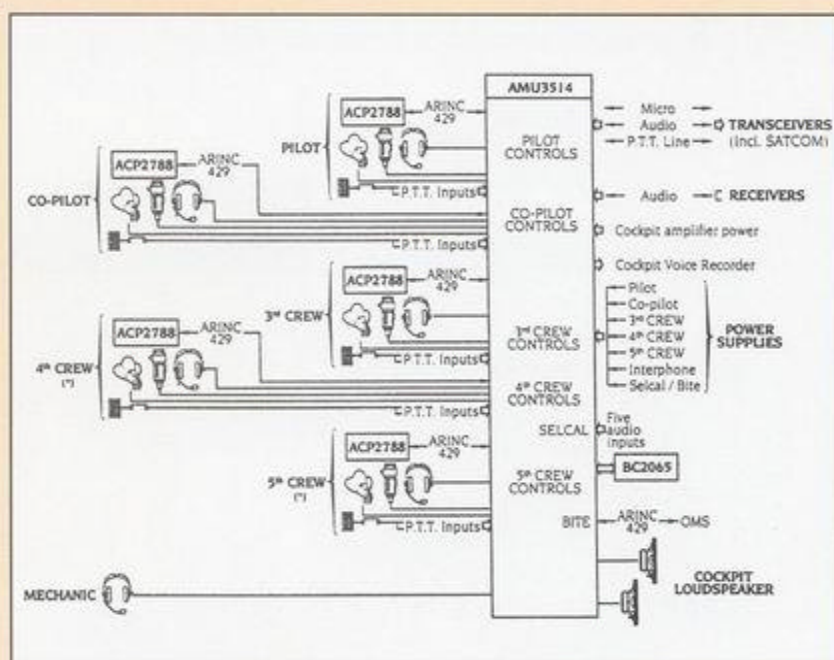 AMU3514
PILOT
ACP2788
ARINC
429
P.T.T. Inputs
PILOT
CONTROLS
CO-PILOT
ACP2788
ARINC
429
P.T.T. Inputs
CO-PILOT
CONTROLS
3rd CREW
ACP2788
ARINC
429
P.T.T. Inputs
3rd CREW
CONTROLS
4th CREW
(*)
ACP2788
ARINC
429
P.T.T. Inputs
4th CREW
CONTROLS
5th CREW
(*)
ACP2788
ARINC
429
P.T.T. Inputs
5th CREW
CONTROLS
MECHANIC
Micro
Audio
P.T.T. Line
TRANSCEIVERS
(Incl. SATCOM)
Audio
RECEIVERS
Cockpit amplifier power
Cockpit Voice Recorder
Pilot
Co-pilot
3rd CREW
4th CREW
5th CREW
Interphone
Selcal / Bite
POWER
SUPPLIES
SELCAL
Five
audio
inputs
BC2065
BITE
ARINC
429
OMS
COCKPIT
LOUDSPEAKER